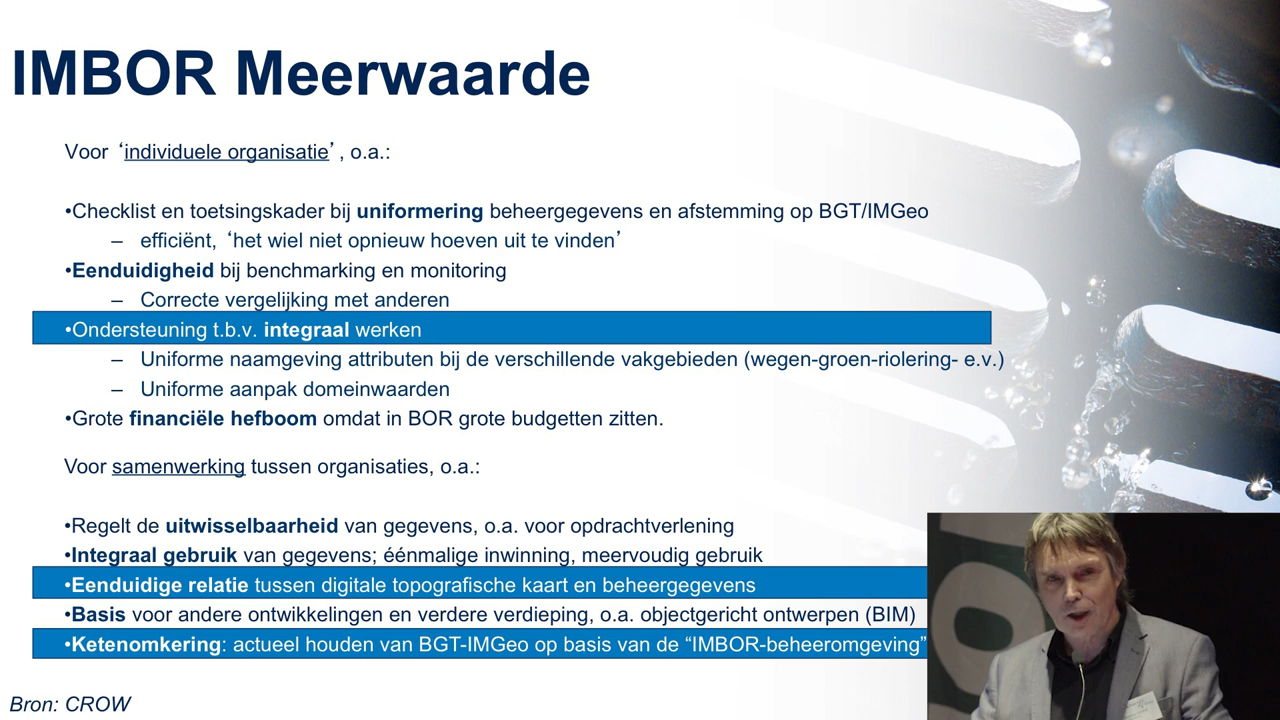 IMBOR Meerwaarde
Voor ‘individuele organisatie’, o.a.:
•Checklist en toetsingskader bij uniformering beheergegevens en afstemming op BGT/IMGeo
– efficiënt, ‘het wiel niet opnieuw hoeven uit te vinden’
•Eenduidigheid bij benchmarking en monitoring
– Correcte vergelijking met anderen
•Ondersteuning t.b.v. integraal werken
– Uniforme naamgeving attributen bij de verschillende vakgebieden (wegen-groen-riolering- e.v.)
– Uniforme aanpak domeinwaarden
•Grote financiële hefboom omdat in BOR grote budgetten zitten.
Voor samenwerking tussen organisaties, o.a.:
•Regelt de uitwisselbaarheid van gegevens, o.a. voor opdrachtverlening
•Integraal gebruik van gegevens; éénmalige inwinning, meervoudig gebruik
•Eenduidige relatie tussen digitale topografische kaart en beheergegevens
•Basis voor andere ontwikkelingen en verdere verdieping, o.a. objectgericht ontwerpen (BIM)
•Ketenomkering: actueel houden van BGT-IMGeo op basis van de “IMBOR-beheeromgeving”
Bron: CROW